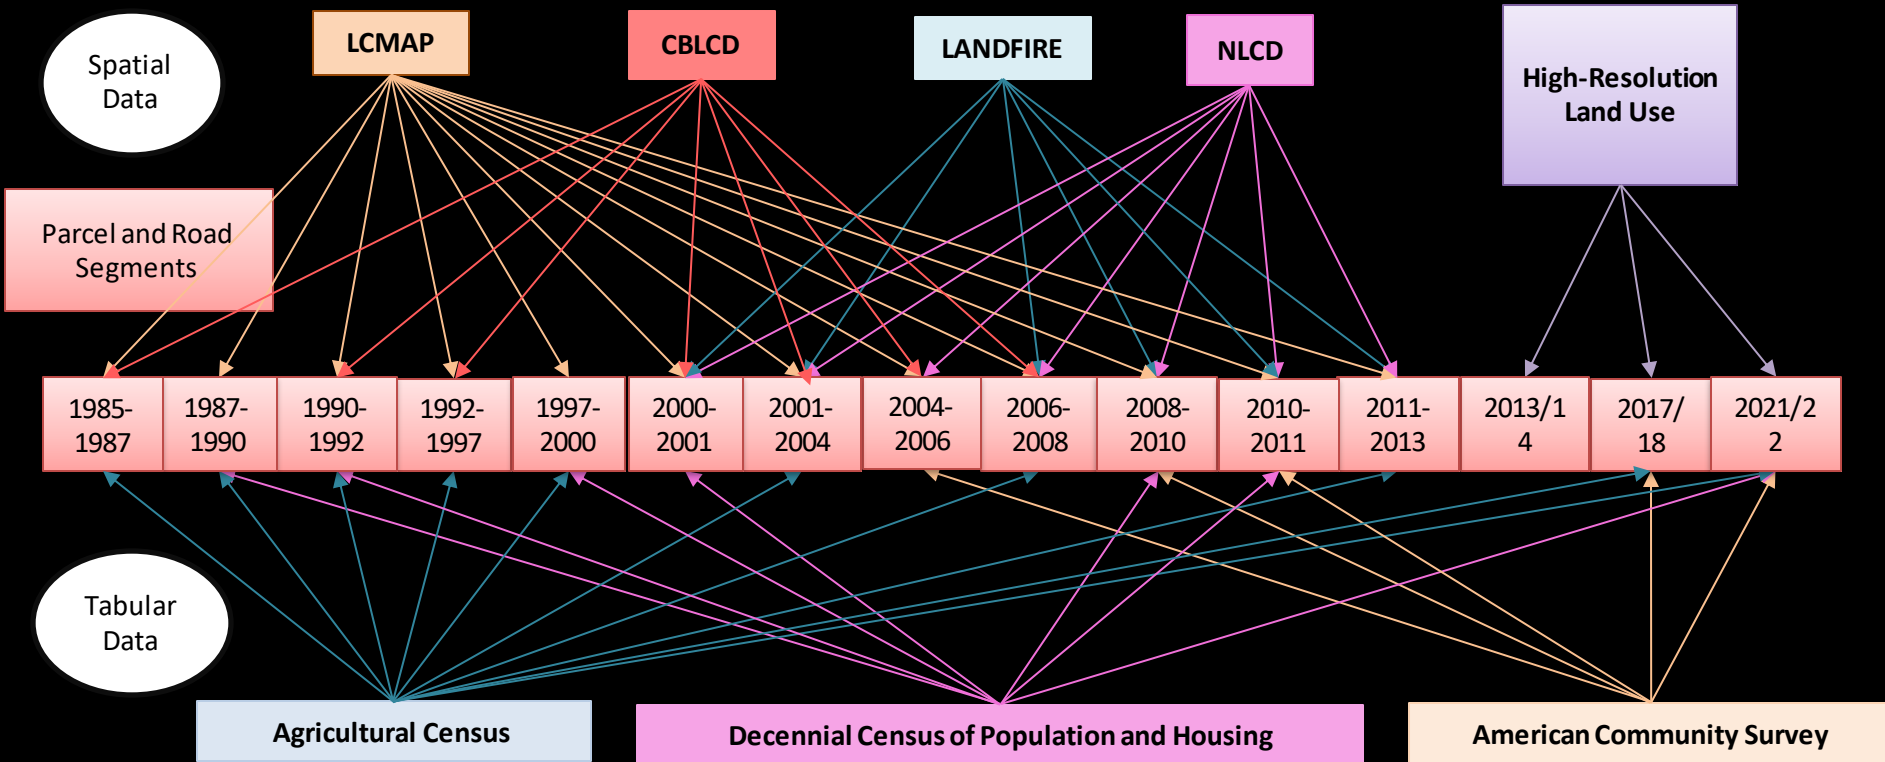 Spatial
Data
LCMAP
CBLCD
LANDFIRE
NLCD
High-Resolution
Land Use
Parcel and Road
Segments
1985-
1987
1987-
1990
1990-
1992
1992-
1997
1997-
2000
2000-
2001
2001-
2004
2004-
2006
2006-
2008
2008-
2010
2010-
2011
2011-
2013
2013/1
4
2017/
18
2021/2
2
Tabular
Data
Agricultural Census
Decennial Census of Population and Housing
American Community Survey